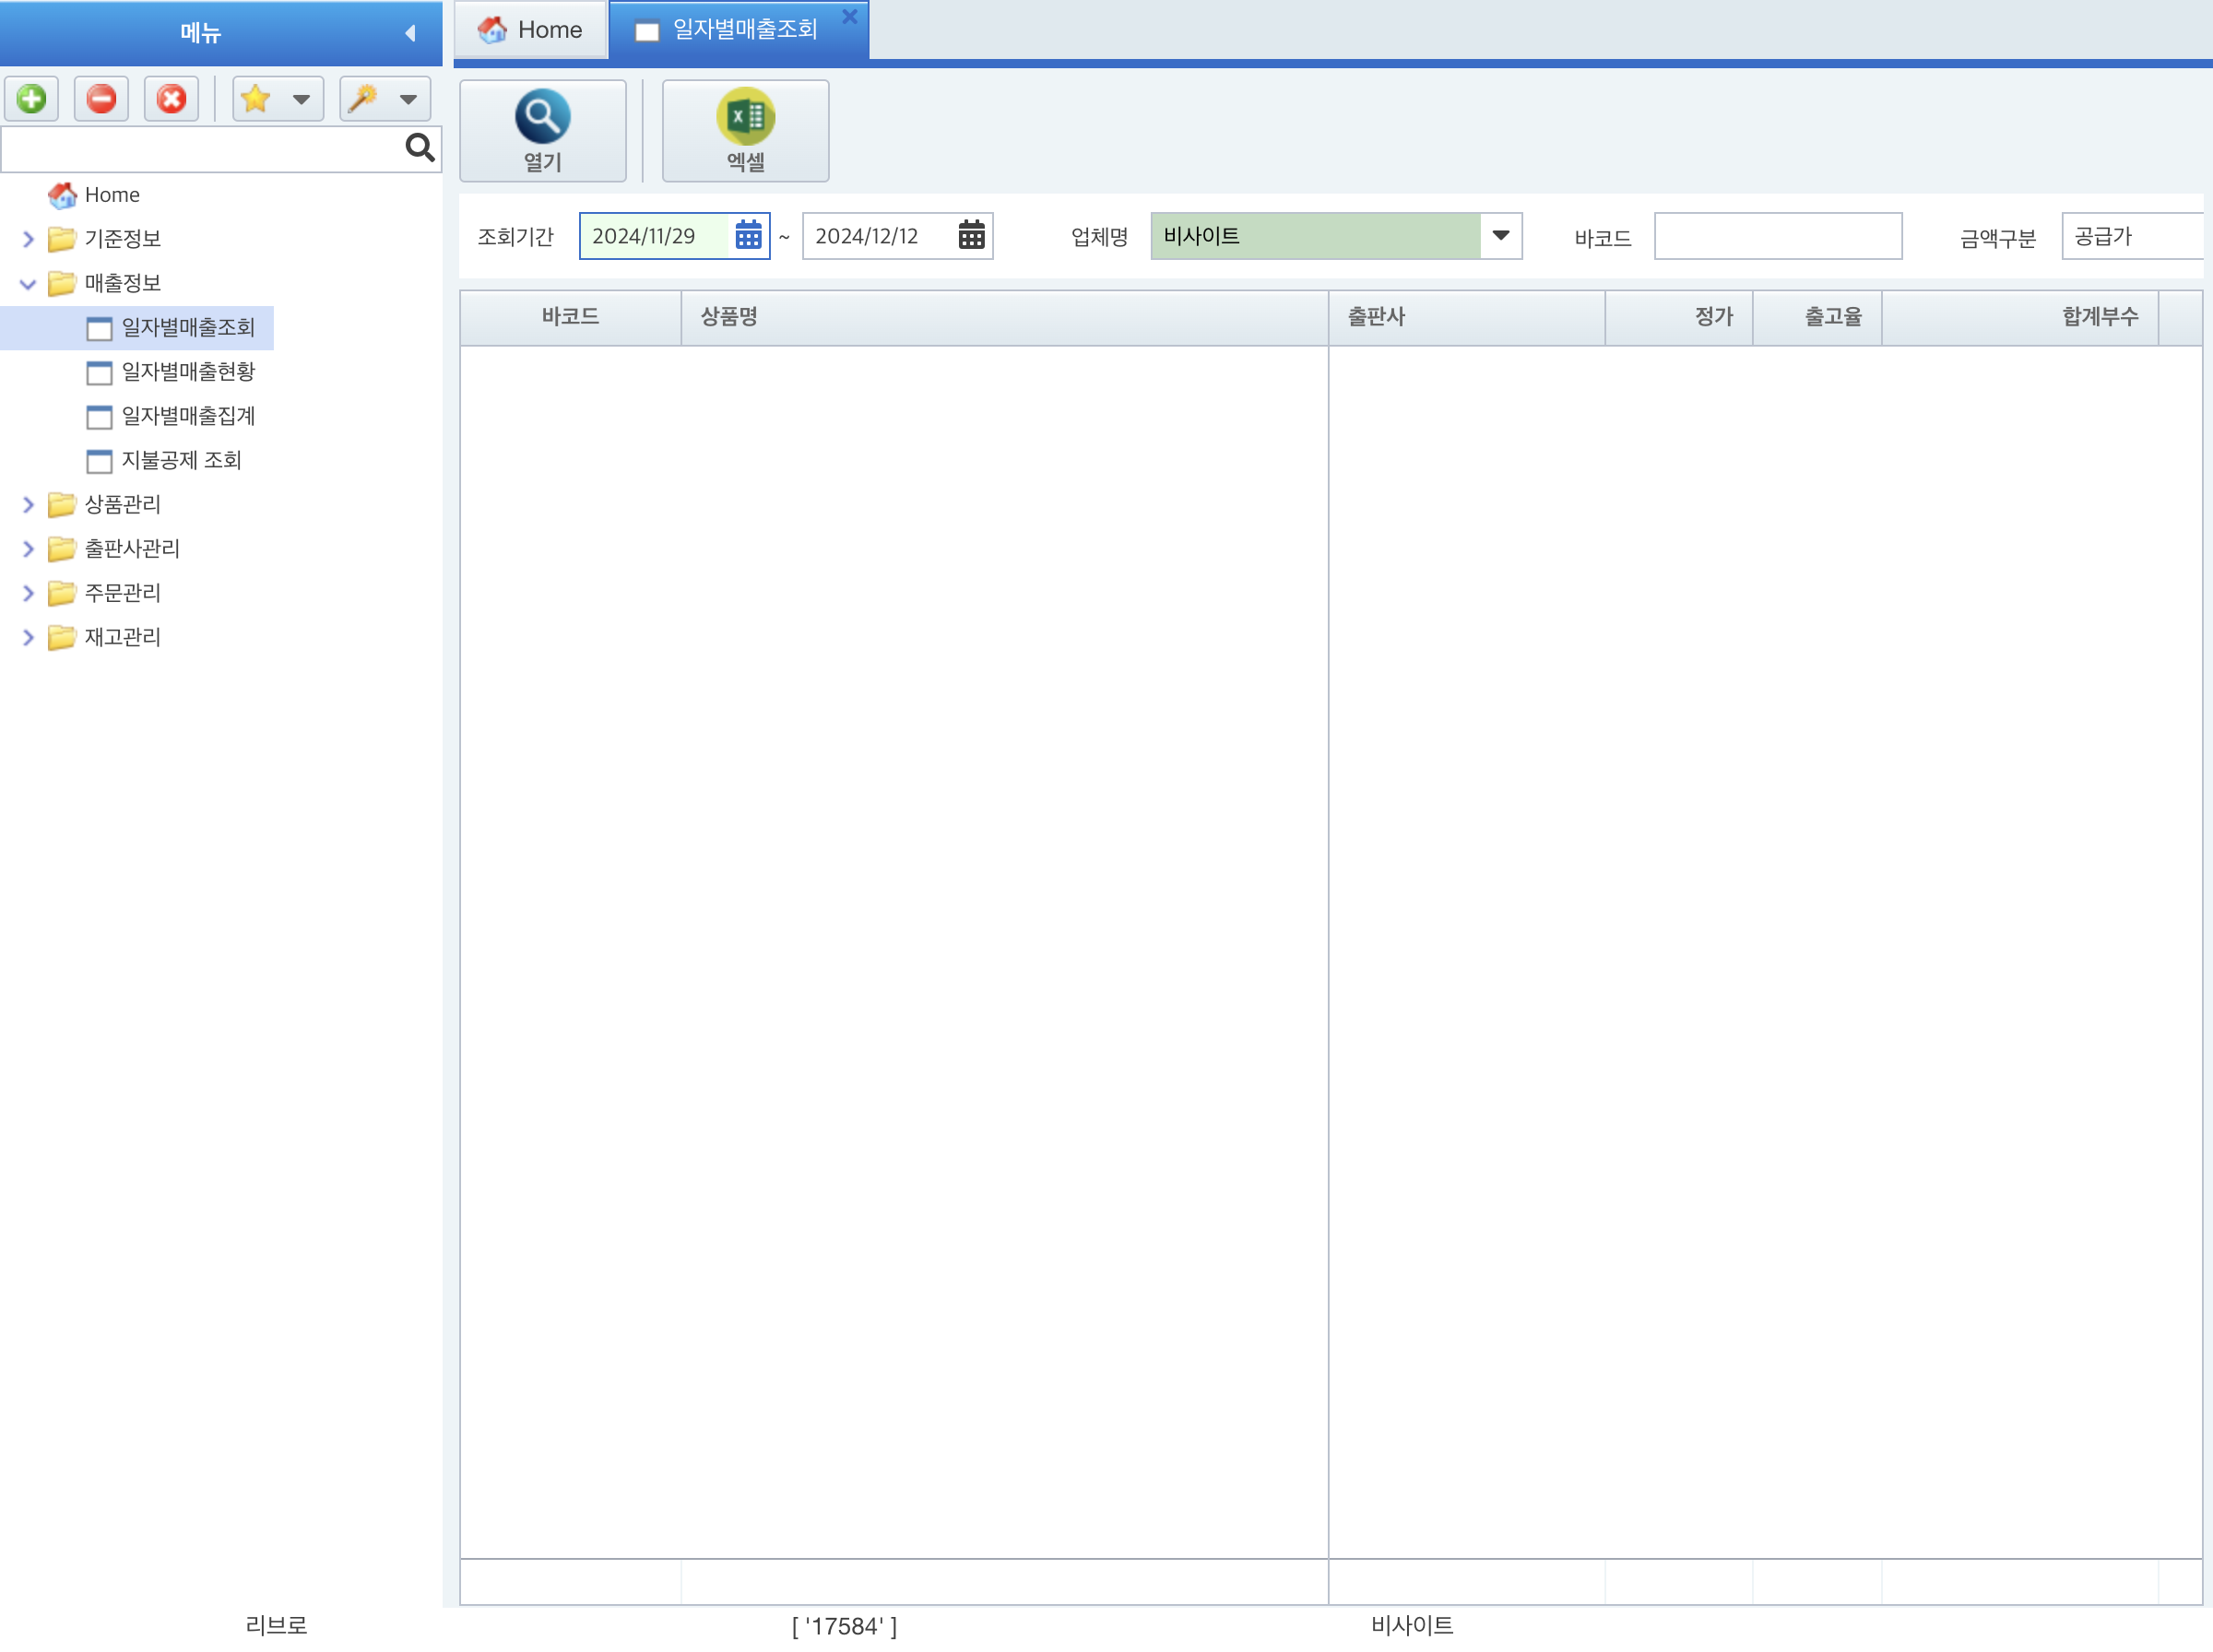 메뉴
Home
일자별매출조회
열기
엑셀
Home
기준정보
매출정보
일자별매출조회
일자별매출현황
일자별매출집계
지불공제 조회
상품관리
출판사관리
주문관리
재고관리
조회기간 2024/11/29 ~ 2024/12/12 업체명 비사이트 바코드 금액구분 공급가
바코드 상품명 출판사 정가 출고율 합계부수
리브로 [ '17584' ] 비사이트